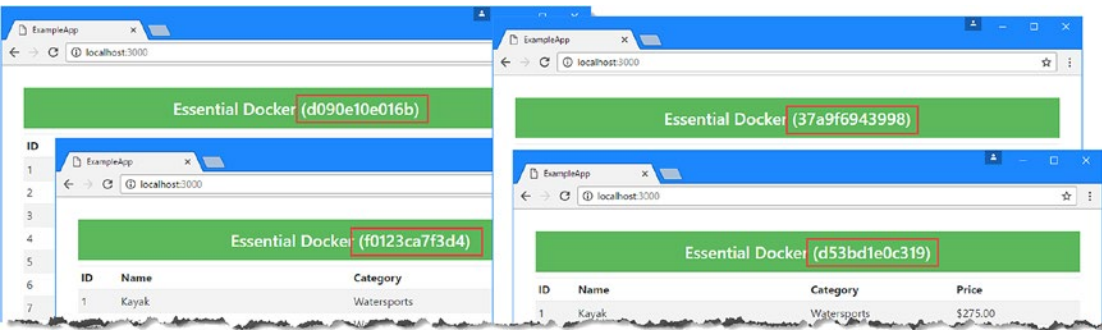 ExampleApp
localhost:3000
Essential Docker (d090e10e016b)
ID
1
2
3
4
5
6
7
ExampleApp
localhost:3000
Essential Docker (f0123ca7f3d4)
ID Name Category
1 Kayak Watersports
ExampleApp
localhost:3000
Essential Docker (37a9f6943998)
ExampleApp
localhost:3000
Essential Docker (d53bd1e0c319)
ID Name Category Price
1 Kayak Watersports $275.00